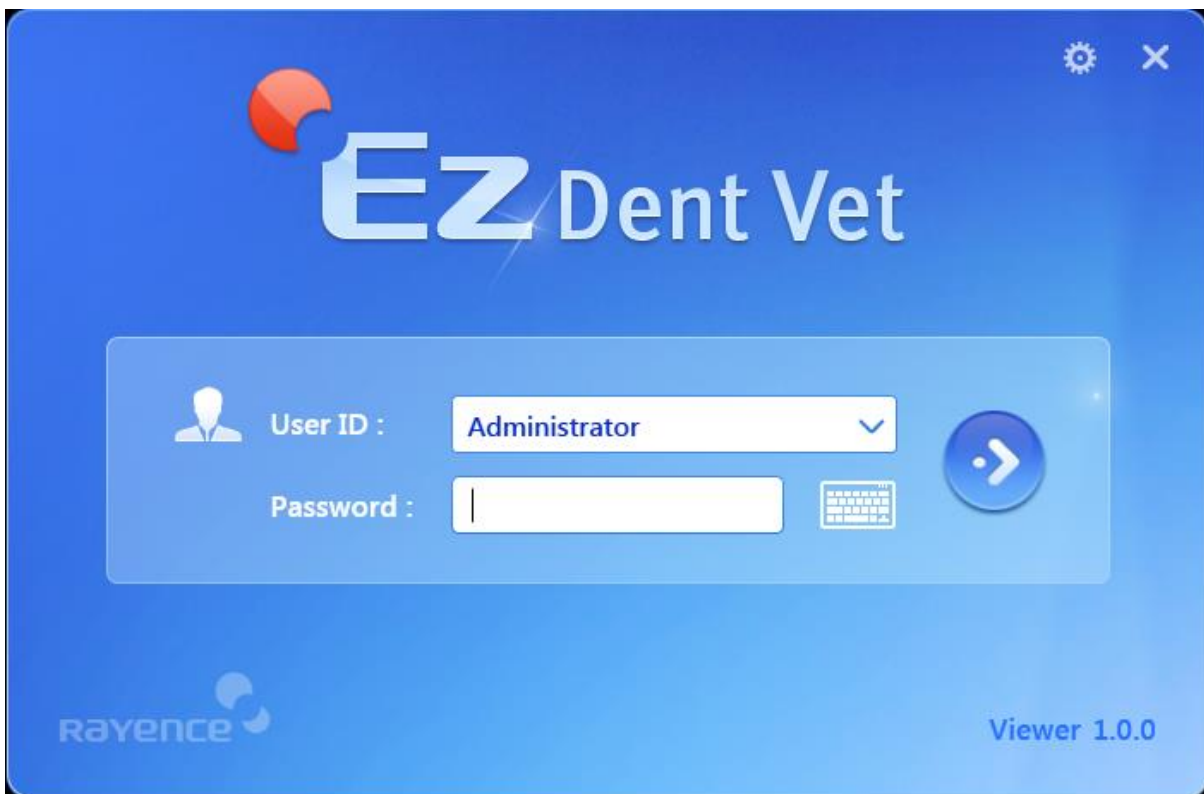 Ez Dent Vet
User ID :
Administrator
Password :
RAYENCE
Viewer 1.0.0